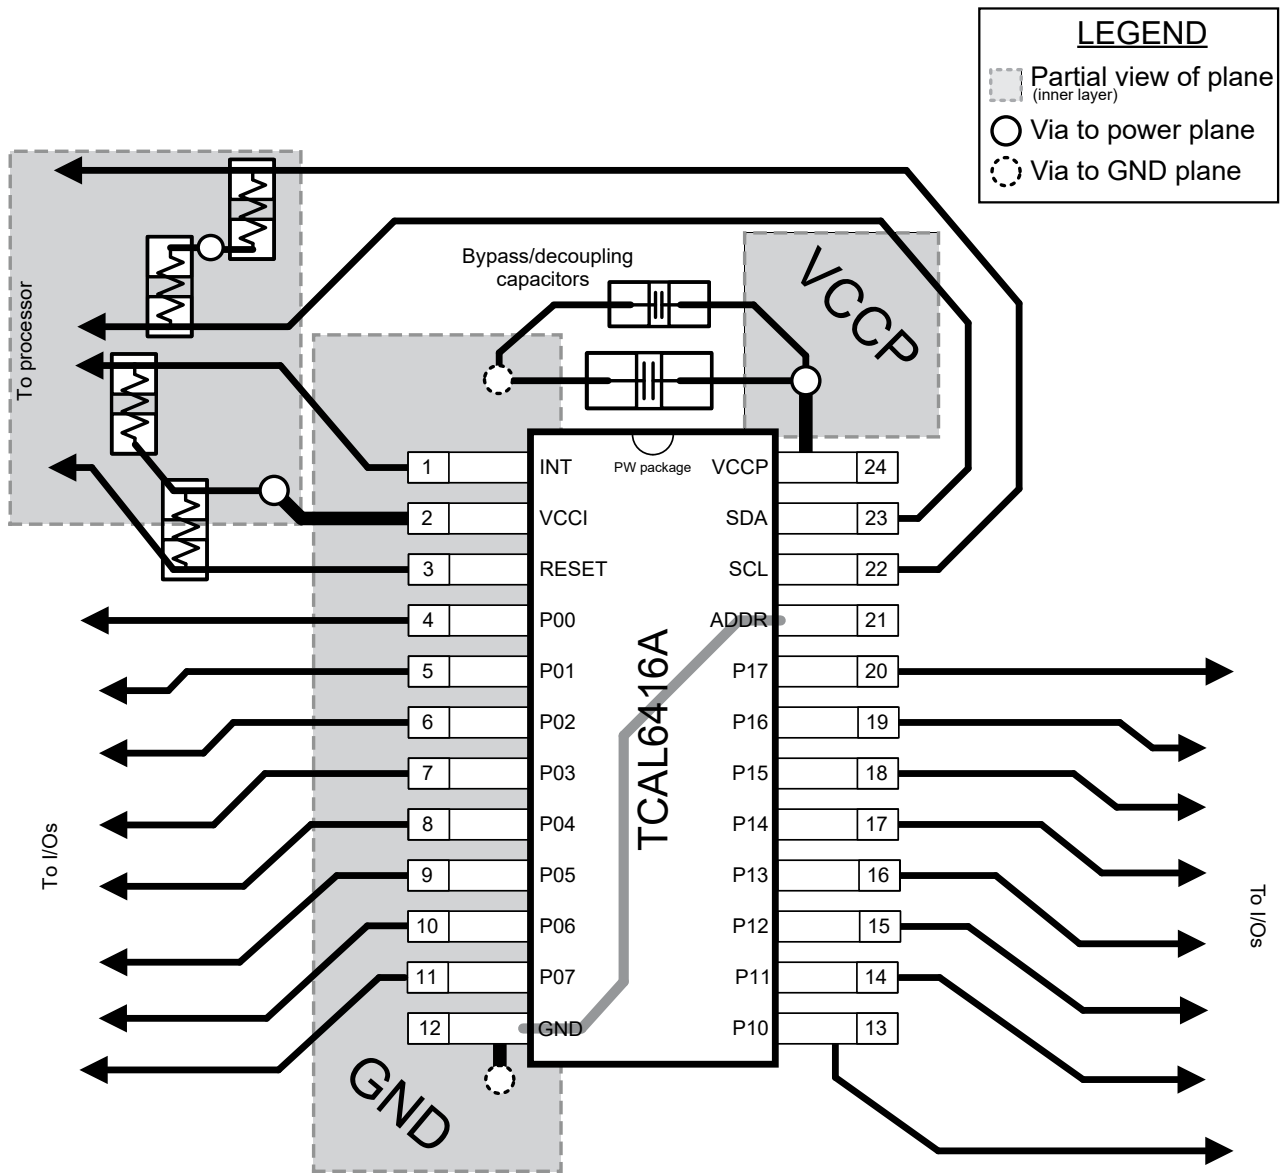 LEGEND
Partial view of plane
(inner layer)
Via to power plane
Via to GND plane
Bypass/decoupling
capacitors
VCCP
To processor
PW package
1 INT VCCP 24
2 VCCI SDA 23
3 RESET SCL 22
4 P00 ADDR 21
5 P01 P17 20
6 P02 P16 19
7 P03 P15 18
8 P04 P14 17
9 P05 P13 16
10 P06 P12 15
11 P07 P11 14
12 GND P10 13
TCAL6416A
To I/Os
To I/Os
GND